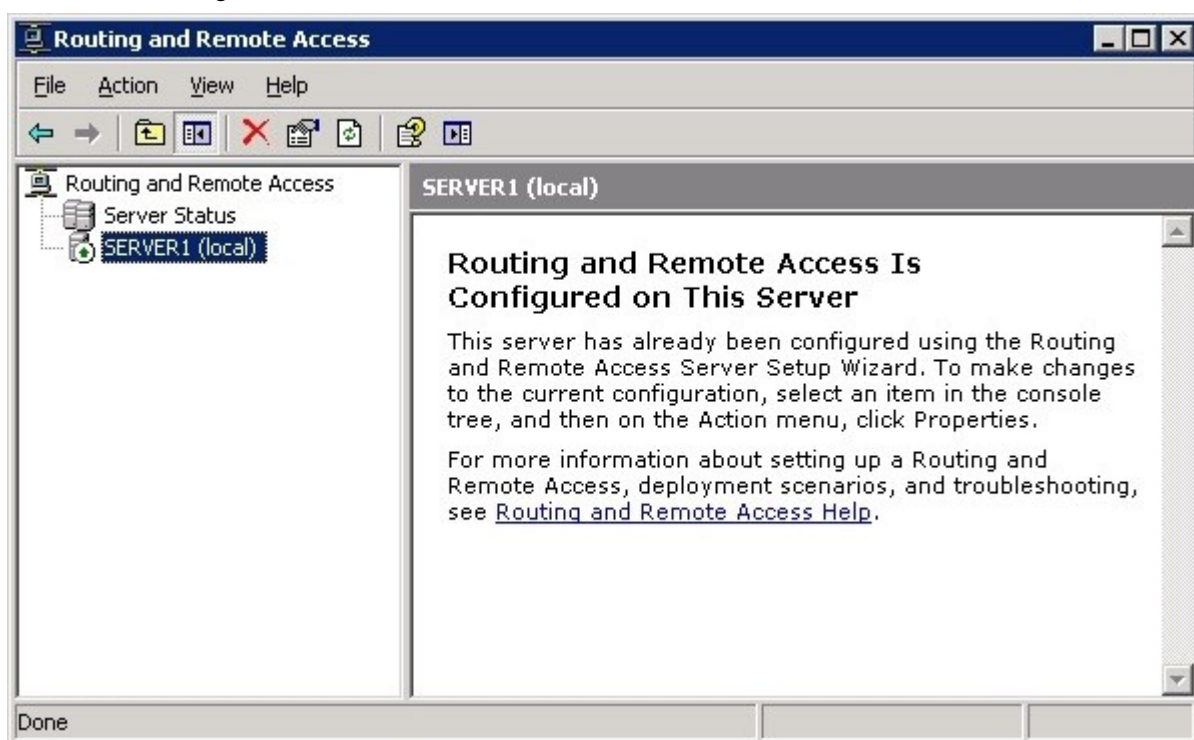 Routing and Remote Access
File Action View Help
Routing and Remote Access
Server Status
SERVER1 (local)
SERVER1 (local)
Routing and Remote Access Is
Configured on This Server
This server has already been configured using the Routing
and Remote Access Server Setup Wizard. To make changes
to the current configuration, select an item in the console
tree, and then on the Action menu, click Properties.
For more information about setting up a Routing and
Remote Access, deployment scenarios, and troubleshooting,
see Routing and Remote Access Help.
Done